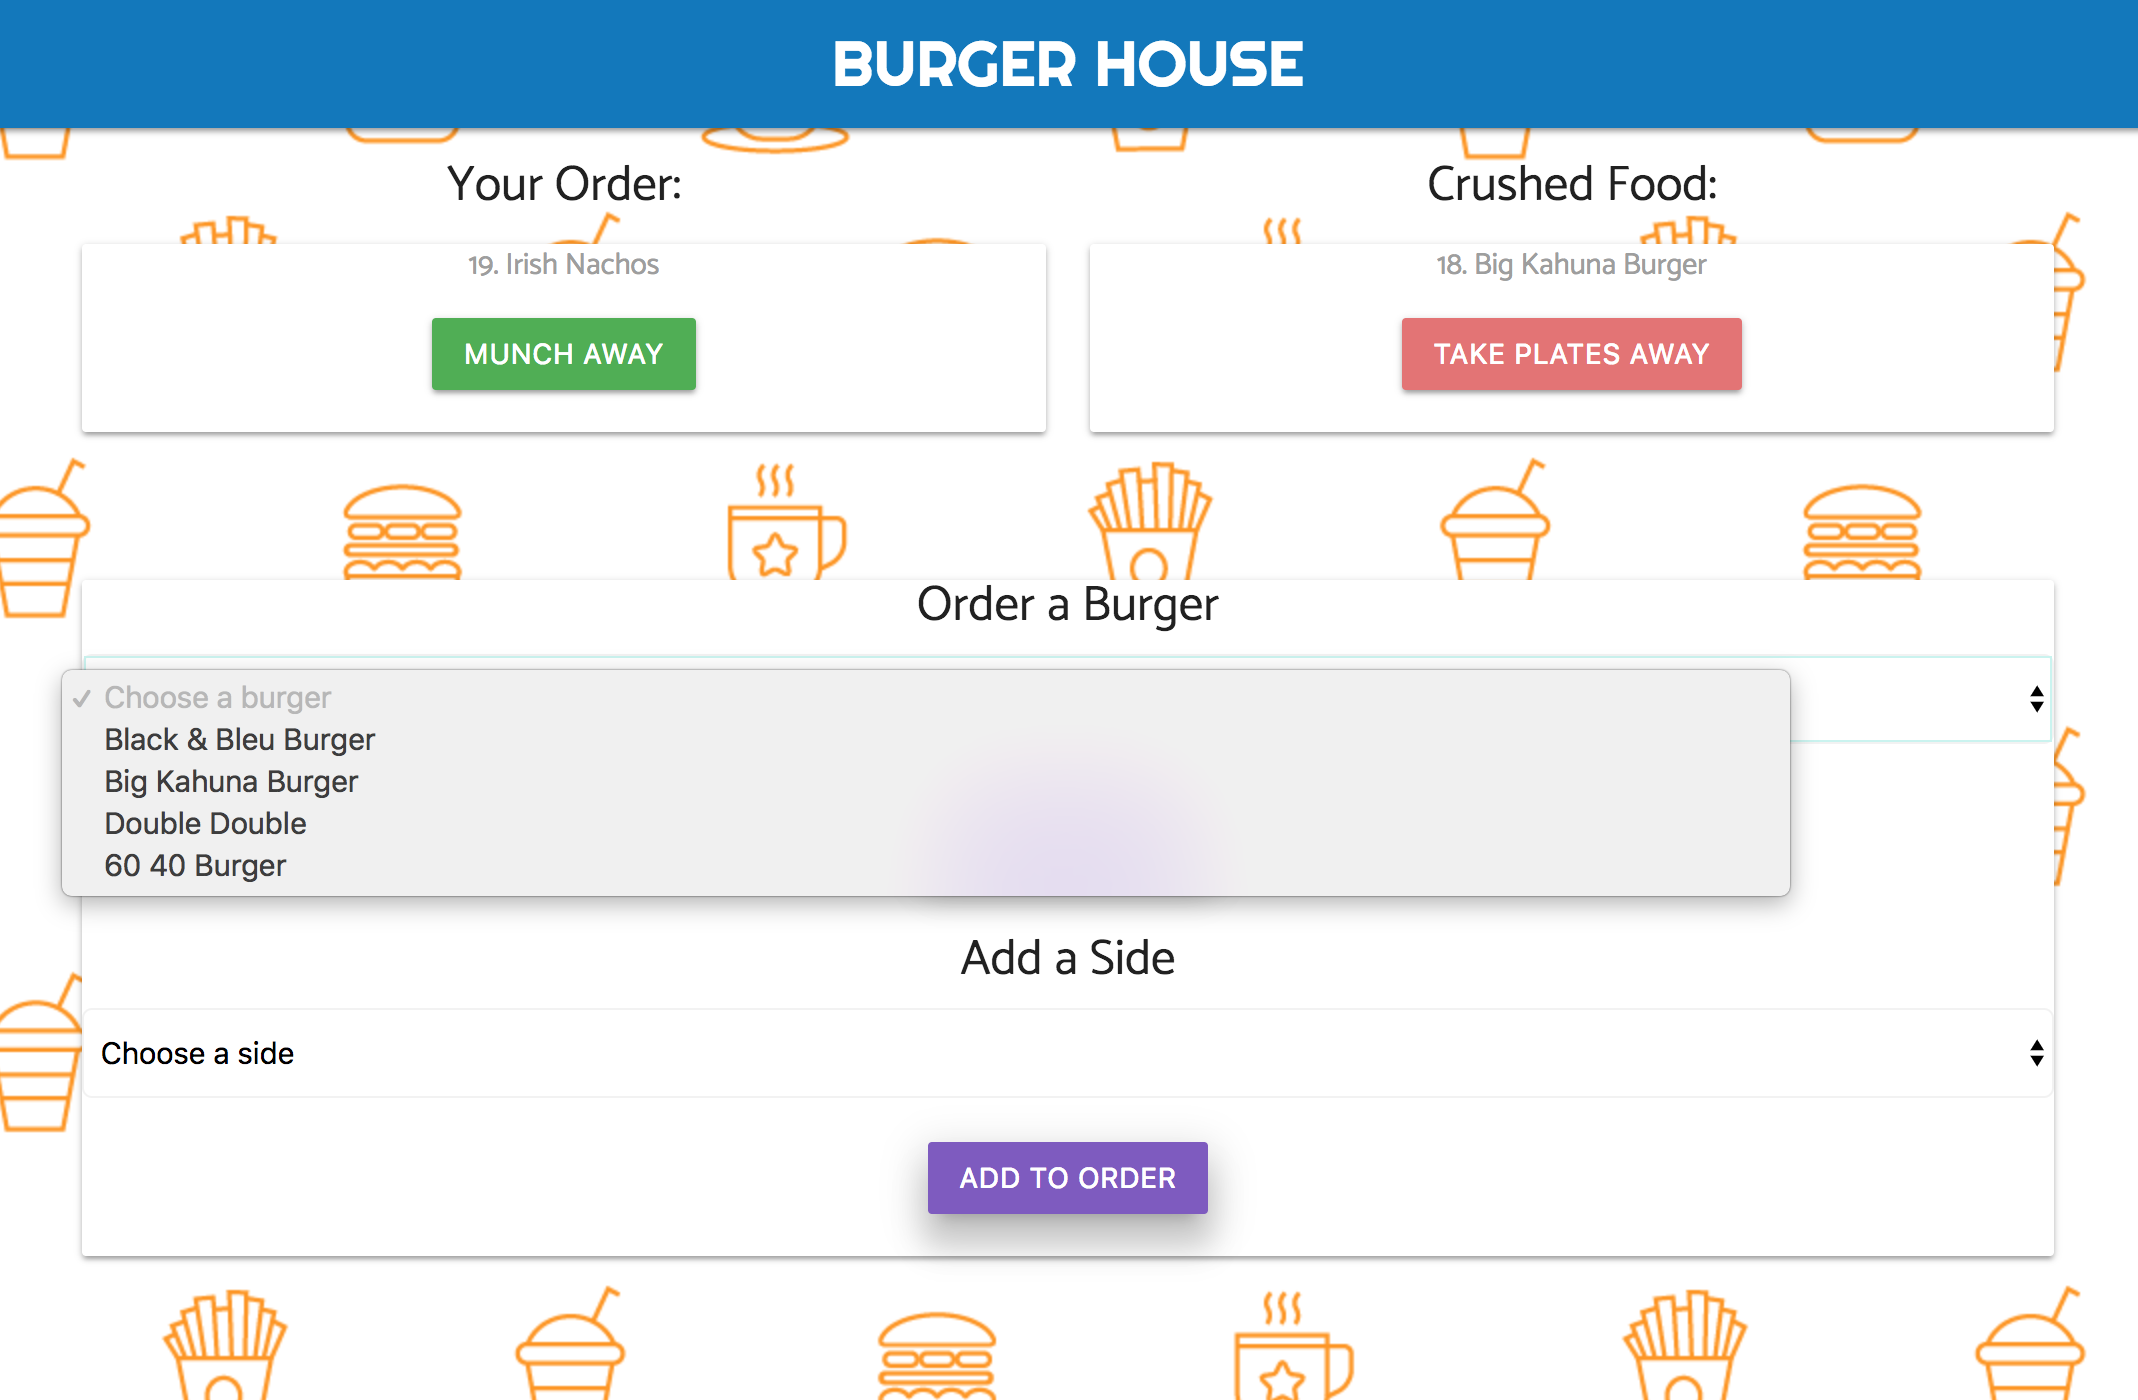 BURGER HOUSE
Your Order:
19. Irish Nachos
MUNCH AWAY
Crushed Food:
18. Big Kahuna Burger
TAKE PLATES AWAY
Order a Burger
✓ Choose a burger
Black & Bleu Burger
Big Kahuna Burger
Double Double
60 40 Burger
Add a Side
Choose a side
ADD TO ORDER